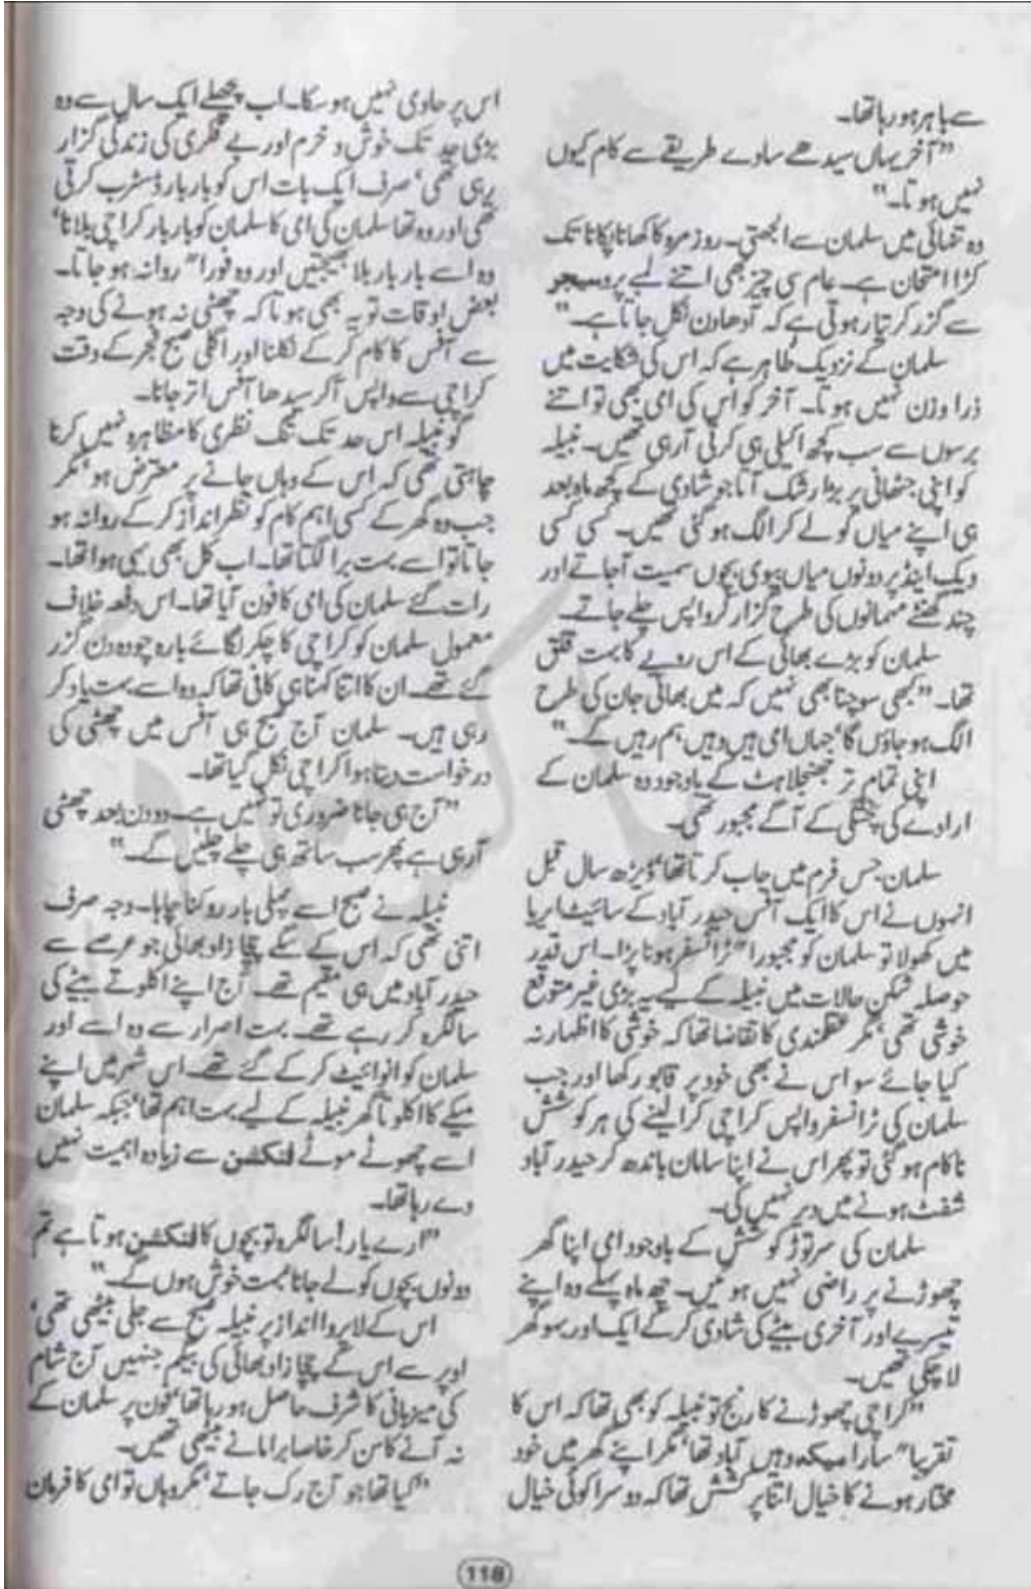 سے باہر ہو رہا تھا۔
"آخر یہاں سیدھے سادے طریقے سے کام کیوں
نہیں ہوتا۔"
وہ تنہائی میں سلمان سے الجھتی۔ روز مرہ کا کھانا پکانا تک
کڑا امتحان ہے۔ عام سی چیز بھی اتنے لمبے پروسیجر
سے گزر کر تیار ہوتی ہے کہ آدھا دن نکل جاتا ہے۔"
سلمان کے نزدیک ظاہر ہے کہ اس کی شکایت میں
ذرا وزن نہیں ہوتا۔ آخر کو اس کی امی بھی تو اتنے
برسوں سے سب کچھ اکیلی ہی کرتی آ رہی تھیں۔ نبیلہ
کو اپنی جٹھانی پر بڑا رشک آتا جو شادی کے کچھ ماہ بعد
ہی اپنے میاں کو لے کر الگ ہو گئی تھیں۔ کسی کسی
ویک اینڈ پر دونوں میاں بیوی بچوں سمیت آ جاتے اور
چند گھنٹے مہمانوں کی طرح گزار کر واپس چلے جاتے۔
سلمان کو بڑے بھائی کے اس رویے کا بہت قلق
تھا۔ "کبھی سوچنا بھی نہیں کہ میں بھائی جان کی طرح
الگ ہو جاؤں گا، جہاں امی ہیں وہیں ہم رہیں گے۔"
اپنی تمام تر جھنجلاہٹ کے باوجود وہ سلمان کے
ارادے کی پختگی کے آگے مجبور تھی۔
سلمان جس فرم میں جاب کرتا تھا، ڈیڑھ سال قبل
انہوں نے اس کا ایک آفس حیدر آباد کے سائیٹ ایریا
میں کھولا تو سلمان کو مجبوراً" ٹرانسفر ہونا پڑا۔ اس قدر
حوصلہ شکن حالات میں نبیلہ کے لیے یہ بڑی غیر متوقع
خوشی تھی، مگر عقلمندی کا تقاضا تھا کہ خوشی کا اظہار نہ
کیا جائے سو اس نے بھی خود پر قابو رکھا اور جب
سلمان کی ٹرانسفر واپس کراچی کرا لینے کی ہر کوشش
ناکام ہو گئی تو پھر اس نے اپنا سامان باندھ کر حیدر آباد
شفٹ ہونے میں دیر نہیں کی۔
سلمان کی سر توڑ کوشش کے باوجود امی اپنا گھر
چھوڑنے پر راضی نہیں ہوئیں۔ چھ ماہ پہلے وہ اپنے
تیسرے اور آخری بیٹے کی شادی کر کے ایک اور بہو گھر
لا چکی تھیں۔
"کراچی چھوڑنے کا رنج تو نبیلہ کو بھی تھا کہ اس کا
تقریباً" سارا میکہ وہیں آباد تھا، مگر اپنے گھر میں خود
مختار ہونے کا خیال اتنا پر کشش تھا کہ دوسرا کوئی خیال
اس پر حاوی نہیں ہو سکا۔ اب پچھلے ایک سال سے وہ
بڑی حد تک خوش و خرم اور بے فکری کی زندگی گزار
رہی تھی، صرف ایک بات اس کو بار بار ڈسٹرب کرتی
تھی اور وہ تھا سلمان کی امی کا سلمان کو بار بار کراچی بلانا،
وہ اسے بار بار بلا بھیجتیں اور وہ فوراً" روانہ ہو جاتا۔
بعض اوقات تو یہ بھی ہوتا کہ چھٹی نہ ہونے کی وجہ
سے آفس کا کام کر کے نکلتا اور اگلی صبح فجر کے وقت
کراچی سے واپس آ کر سیدھا آفس اتر جاتا۔
گو نبیلہ اس حد تک تنگ نظری کا مظاہرہ نہیں کرنا
چاہتی تھی کہ اس کے وہاں جانے پر معترض ہو، مگر
جب وہ گھر کے کسی اہم کام کو نظر انداز کر کے روانہ ہو
جاتا تو اسے بہت برا لگتا تھا۔ اب کل بھی یہی ہوا تھا۔
رات گئے سلمان کی امی کا فون آیا تھا۔ اس دفعہ خلاف
معمول سلمان کو کراچی کا چکر لگائے بارہ چودہ دن گزر
گئے تھے۔ ان کا اتنا کہنا ہی کافی تھا کہ وہ اسے بہت یاد کر
رہی ہیں۔ سلمان آج صبح ہی آفس میں چھٹی کی
درخواست دیتا ہوا کراچی نکل گیا تھا۔
"آج ہی جانا ضروری تو نہیں ہے۔ دو دن بعد چھٹی
آ رہی ہے پھر سب ساتھ ہی چلے چلیں گے۔"
نبیلہ نے صبح اسے پہلی بار روکنا چاہا۔ وجہ صرف
اتنی تھی کہ اس کے سگے چچا زاد بھائی جو عرصے سے
حیدر آباد میں ہی مقیم تھے۔ آج اپنے اکلوتے بیٹے کی
سالگرہ کر رہے تھے۔ بہت اصرار سے وہ اسے اور
سلمان کو انوائیٹ کر کے گئے تھے۔ اس شہر میں اپنے
میکے کا اکلوتا گھر نبیلہ کے لیے بہت اہم تھا، جبکہ سلمان
اسے چھوٹے موٹے فنکشن سے زیادہ اہمیت نہیں
دے رہا تھا۔
"ارے یار! سالگرہ تو بچوں کا فنکشن ہوتا ہے تم
دونوں بچوں کو لے جانا بہت خوش ہوں گے۔"
اس کے لاپروا انداز پر نبیلہ صبح سے جلی بیٹھی تھی،
اوپر سے اس کے چچا زاد بھائی کی بیگم جنہیں آج شام
کی میزبانی کا شرف حاصل ہو رہا تھا، فون پر سلمان کے
نہ آنے کا سن کر خاصا برا مانے بیٹھی تھیں۔
"کیا تھا جو آج رک جاتے، مگر وہاں تو امی کا فرمان
118